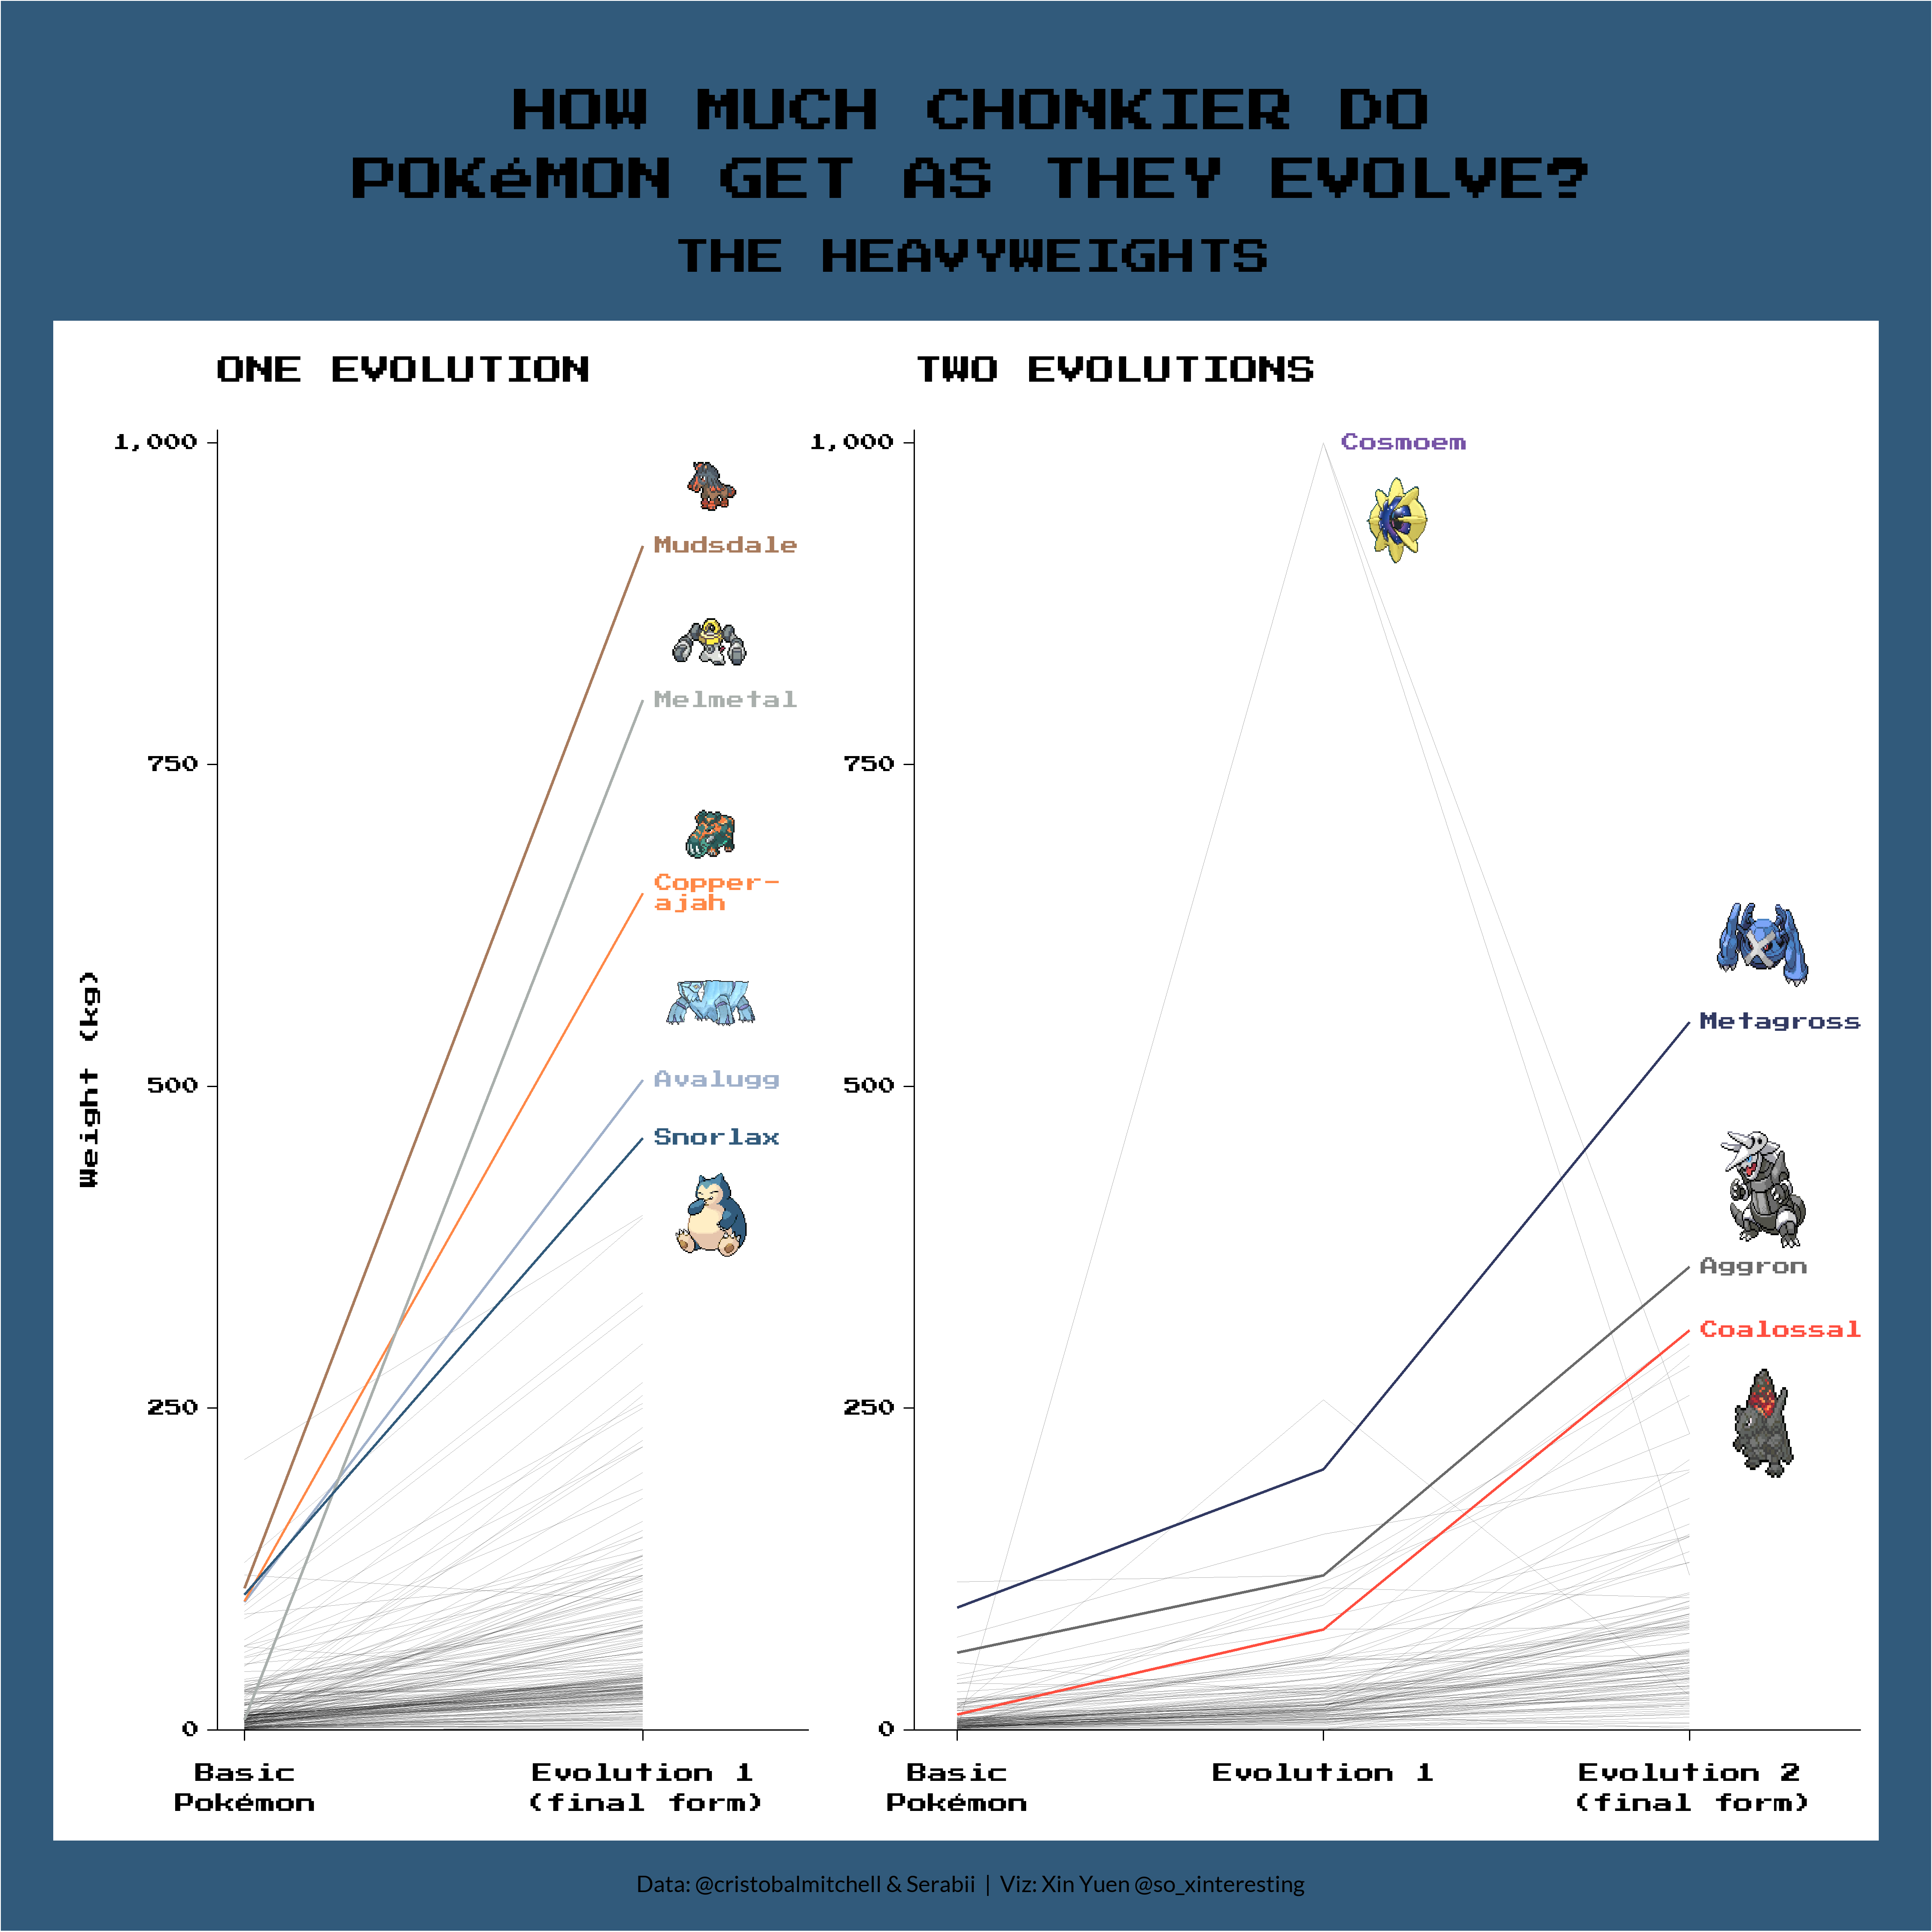 HOW MUCH CHONKIER DO
POKéMON GET AS THEY EVOLVE?
THE HEAVYWEIGHTS
ONE EVOLUTION
1,000
750
500
250
0
Weight (kg)
Mudsdale
Melmetal
Copper-
ajah
Avalugg
Snorlax
Basic
Pokémon
Evolution 1
(final form)
TWO EVOLUTIONS
1,000
750
500
250
0
Cosmoem
Metagross
Aggron
Coalossal
Basic
Pokémon
Evolution 1
Evolution 2
(final form)
Data: @cristobalmitchell & Serabii | Viz: Xin Yuen @so_xinteresting